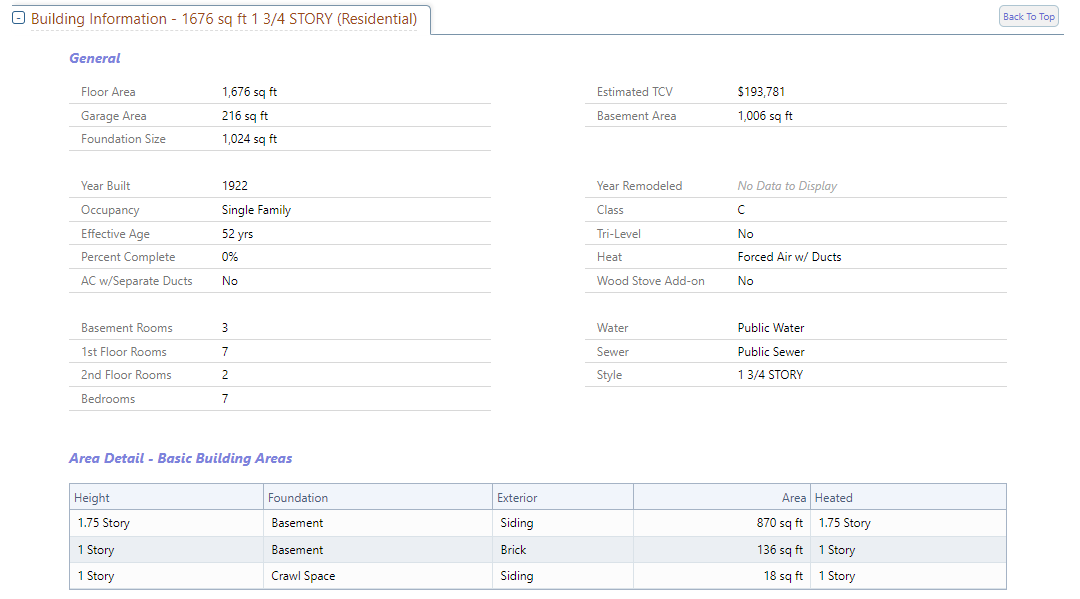 - Building Information - 1676 sq ft 1 3/4 STORY (Residential) Back To Top
General
Floor Area 1,676 sq ft Estimated TCV $193,781
Garage Area 216 sq ft Basement Area 1,006 sq ft
Foundation Size 1,024 sq ft
Year Built 1922 Year Remodeled No Data to Display
Occupancy Single Family Class C
Effective Age 52 yrs Tri-Level No
Percent Complete 0% Heat Forced Air w/ Ducts
AC w/Separate Ducts No Wood Stove Add-on No
Basement Rooms 3 Water Public Water
1st Floor Rooms 7 Sewer Public Sewer
2nd Floor Rooms 2 Style 1 3/4 STORY
Bedrooms 7
Area Detail - Basic Building Areas
Height Foundation Exterior Area Heated
1.75 Story Basement Siding 870 sq ft 1.75 Story
1 Story Basement Brick 136 sq ft 1 Story
1 Story Crawl Space Siding 18 sq ft 1 Story